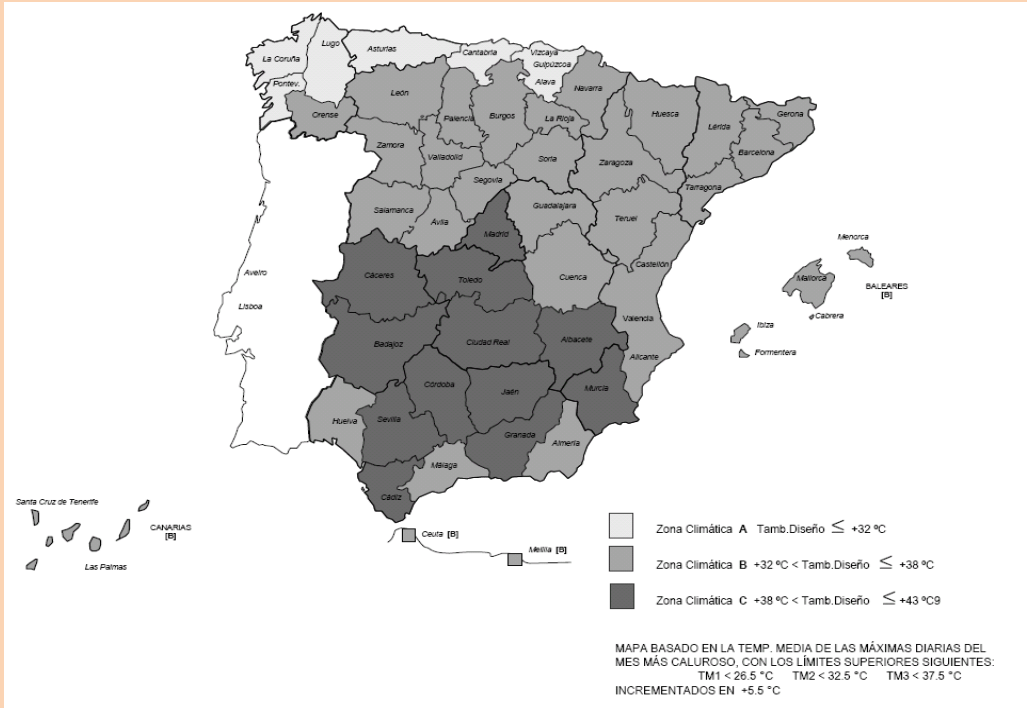 Lugo
Asturias
Cantabria
Vizcaya
La Coruña
Guipúzcoa
Pontev.
Alava
Navarra
León
Orense
Palencia
Burgos
La Rioja
Huesca
Lérida
Gerona
Zamora
Valladolid
Soria
Zaragoza
Barcelona
Segovia
Tarragona
Salamanca
Ávila
Guadalajara
Teruel
Madrid
Menorca
Castellón
Aveiro
Cáceres
Toledo
Cuenca
Mallorca
BALEARES
[B]
Lisboa
Valencia
Cabrera
Ibiza
Badajoz
Ciudad Real
Albacete
Formentera
Alicante
Córdoba
Jaén
Murcia
Huelva
Sevilla
Granada
Almería
Málaga
Cádiz
Santa Cruz de Tenerife
CANARIAS
[B]
Las Palmas
Ceuta [B]
Melilla [B]
Zona Climática A Tamb.Diseño ≤ +32 ºC
Zona Climática B +32 ºC < Tamb.Diseño ≤ +38 ºC
Zona Climática C +38 ºC < Tamb.Diseño ≤ +43 ºC9
MAPA BASADO EN LA TEMP. MEDIA DE LAS MÁXIMAS DIARIAS DEL
MES MÁS CALUROSO, CON LOS LÍMITES SUPERIORES SIGUIENTES:
TM1 < 26.5 °C TM2 < 32.5 °C TM3 < 37.5 °C
INCREMENTADOS EN +5.5 °C